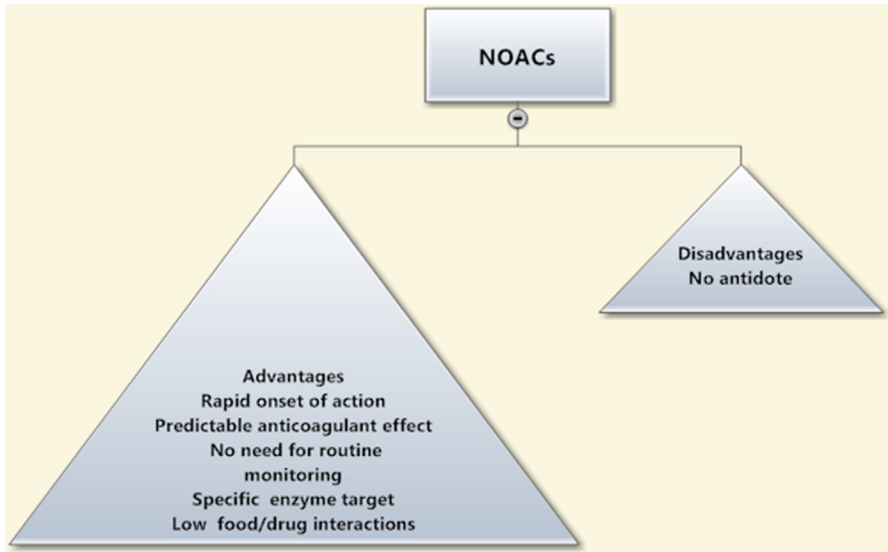 NOACs
Advantages
Rapid onset of action
Predictable anticoagulant effect
No need for routine
monitoring
Specific enzyme target
Low food/drug interactions
Disadvantages
No antidote